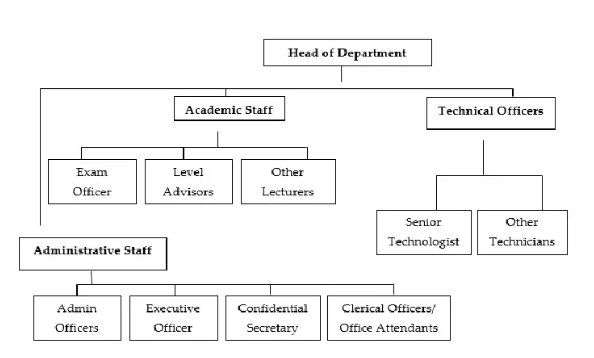 Head of Department
Academic Staff
Technical Officers
Exam
Officer
Level
Advisors
Other
Lecturers
Senior
Technologist
Other
Technicians
Administrative Staff
Admin
Officers
Executive
Officer
Confidential
Secretary
Clerical Officers/
Office Attendants